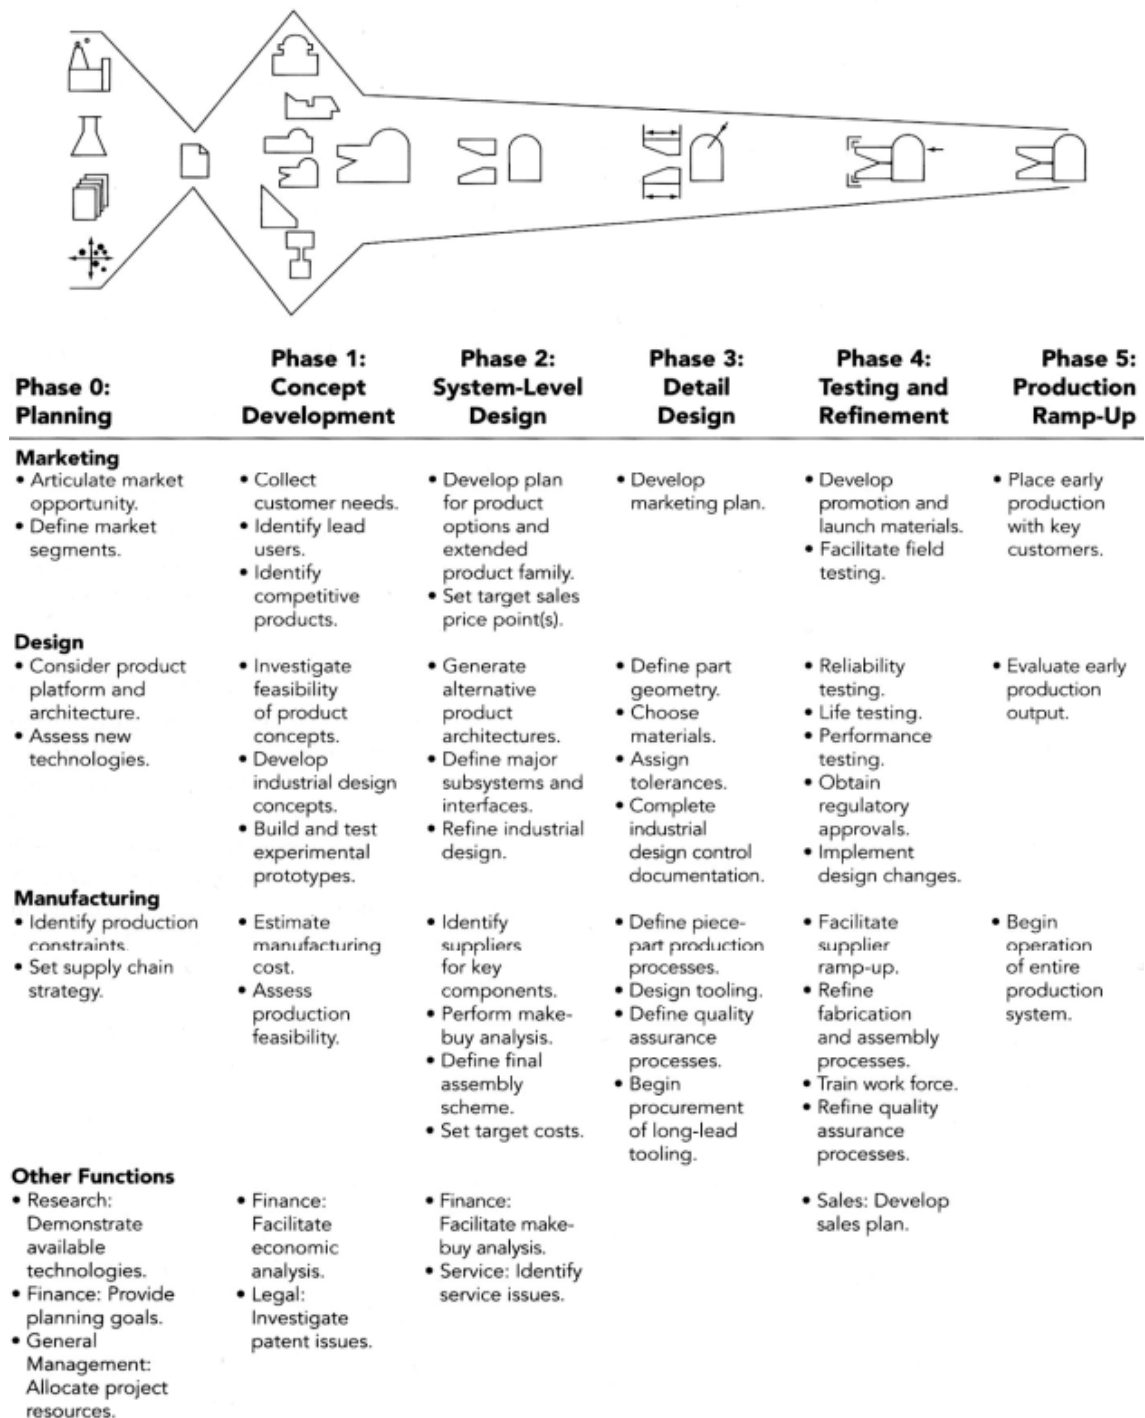 Phase 0:
Planning
Phase 1:
Concept
Development
Phase 2:
System-Level
Design
Phase 3:
Detail
Design
Phase 4:
Testing and
Refinement
Phase 5:
Production
Ramp-Up
Marketing
• Articulate market
opportunity.
• Define market
segments.
• Collect
customer needs.
• Identify lead
users.
• Identify
competitive
products.
• Develop plan
for product
options and
extended
product family.
• Set target sales
price point(s).
• Develop
marketing plan.
• Develop
promotion and
launch materials.
• Facilitate field
testing.
• Place early
production
with key
customers.
Design
• Consider product
platform and
architecture.
• Assess new
technologies.
• Investigate
feasibility
of product
concepts.
• Develop
industrial design
concepts.
• Build and test
experimental
prototypes.
• Generate
alternative
product
architectures.
• Define major
subsystems and
interfaces.
• Refine industrial
design.
• Define part
geometry.
• Choose
materials.
• Assign
tolerances.
• Complete
industrial
design control
documentation.
• Reliability
testing.
• Life testing.
• Performance
testing.
• Obtain
regulatory
approvals.
• Implement
design changes.
• Evaluate early
production
output.
Manufacturing
• Identify production
constraints.
• Set supply chain
strategy.
• Estimate
manufacturing
cost.
• Assess
production
feasibility.
• Identify
suppliers
for key
components.
• Perform make-
buy analysis.
• Define final
assembly
scheme.
• Set target costs.
• Define piece-
part production
processes.
• Design tooling.
• Define quality
assurance
processes.
• Begin
procurement
of long-lead
tooling.
• Facilitate
supplier
ramp-up.
• Refine
fabrication
and assembly
processes.
• Train work force.
• Refine quality
assurance
processes.
• Begin
operation
of entire
production
system.
Other Functions
• Research:
Demonstrate
available
technologies.
• Finance: Provide
planning goals.
• General
Management:
Allocate project
resources.
• Finance:
Facilitate
economic
analysis.
• Legal:
Investigate
patent issues.
• Finance:
Facilitate make-
buy analysis.
• Service: Identify
service issues.
• Sales: Develop
sales plan.